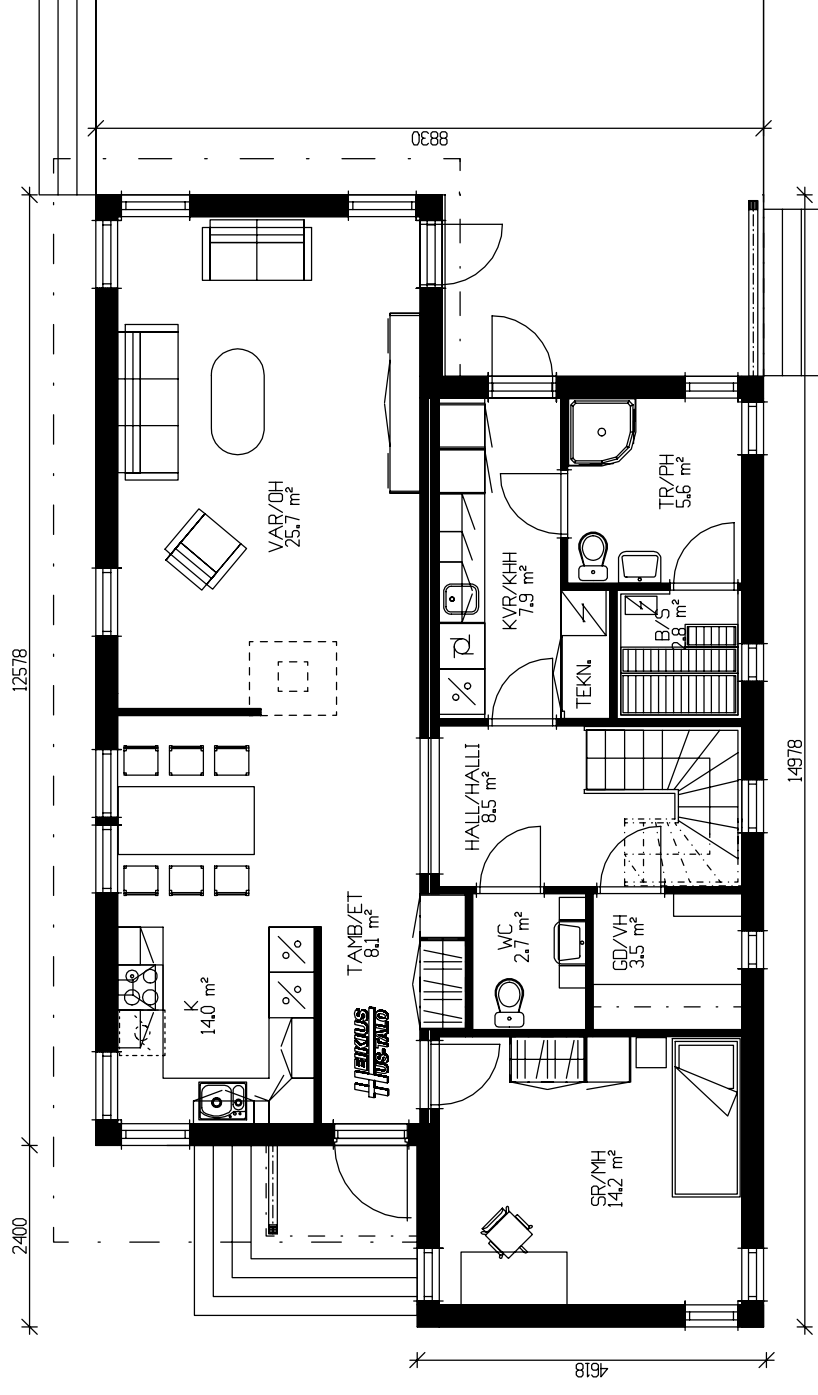 8830
12578
2400
14978
4618
VAR/OH
25.7 m²
KVR/KHH
7.9 m²
TR/PH
5.6 m²
B/S
2.8 m²
TEKN.
HALL/HALLI
8.5 m²
TAMB/ET
8.1 m²
K
14.0 m²
WC
2.7 m²
GD/VH
3.5 m²
SR/MH
14.2 m²
HEIKIUS
HUS-TALO